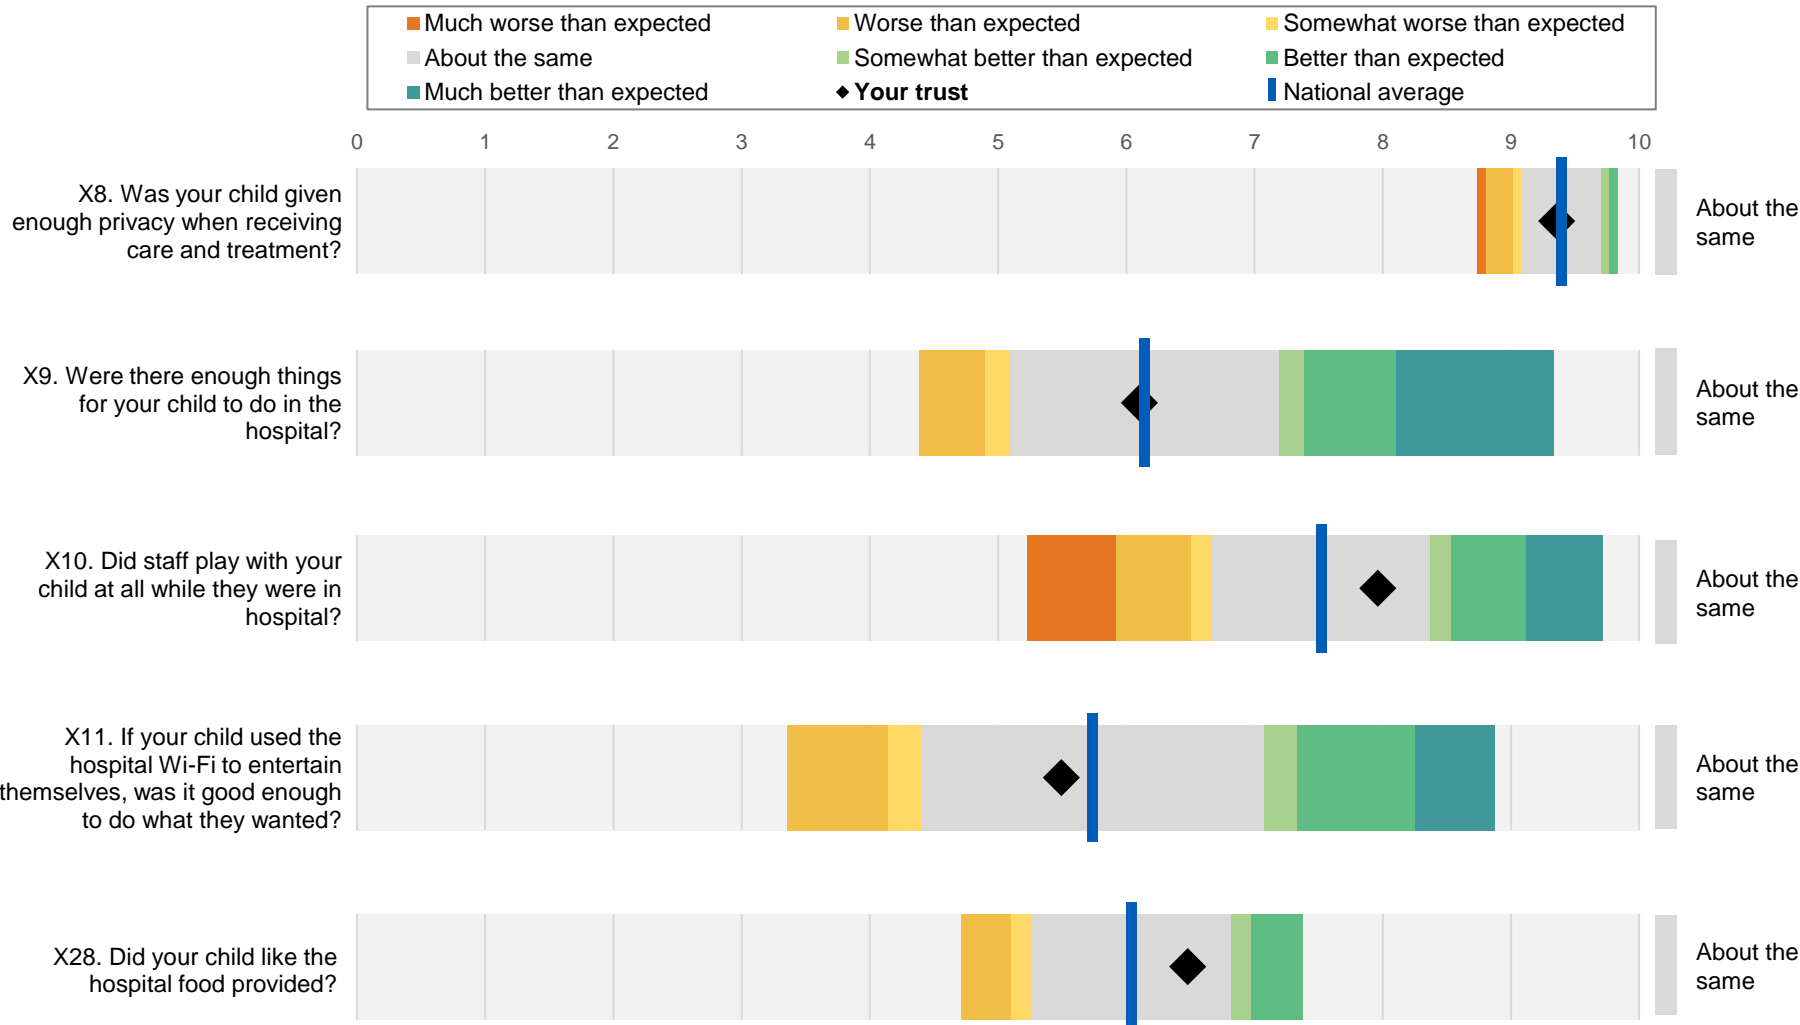 Much worse than expected
Worse than expected
Somewhat worse than expected
About the same
Somewhat better than expected
Better than expected
Much better than expected
Your trust
National average
0 1 2 3 4 5 6 7 8 9 10
X8. Was your child given
enough privacy when receiving
care and treatment?
About the
same
X9. Were there enough things
for your child to do in the
hospital?
About the
same
X10. Did staff play with your
child at all while they were in
hospital?
About the
same
X11. If your child used the
hospital Wi-Fi to entertain
themselves, was it good enough
to do what they wanted?
About the
same
X28. Did your child like the
hospital food provided?
About the
same